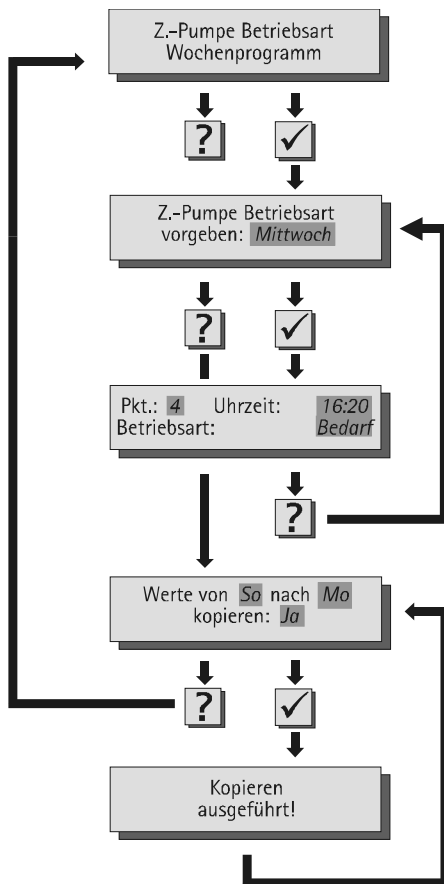 Z.-Pumpe Betriebsart
Wochenprogramm
?
Z.-Pumpe Betriebsart
vorgeben: Mittwoch
?
Pkt.: 4 Uhrzeit: 16:20
Betriebsart: Bedarf
?
Werte von So nach Mo
kopieren: Ja
?
Kopieren
ausgeführt!